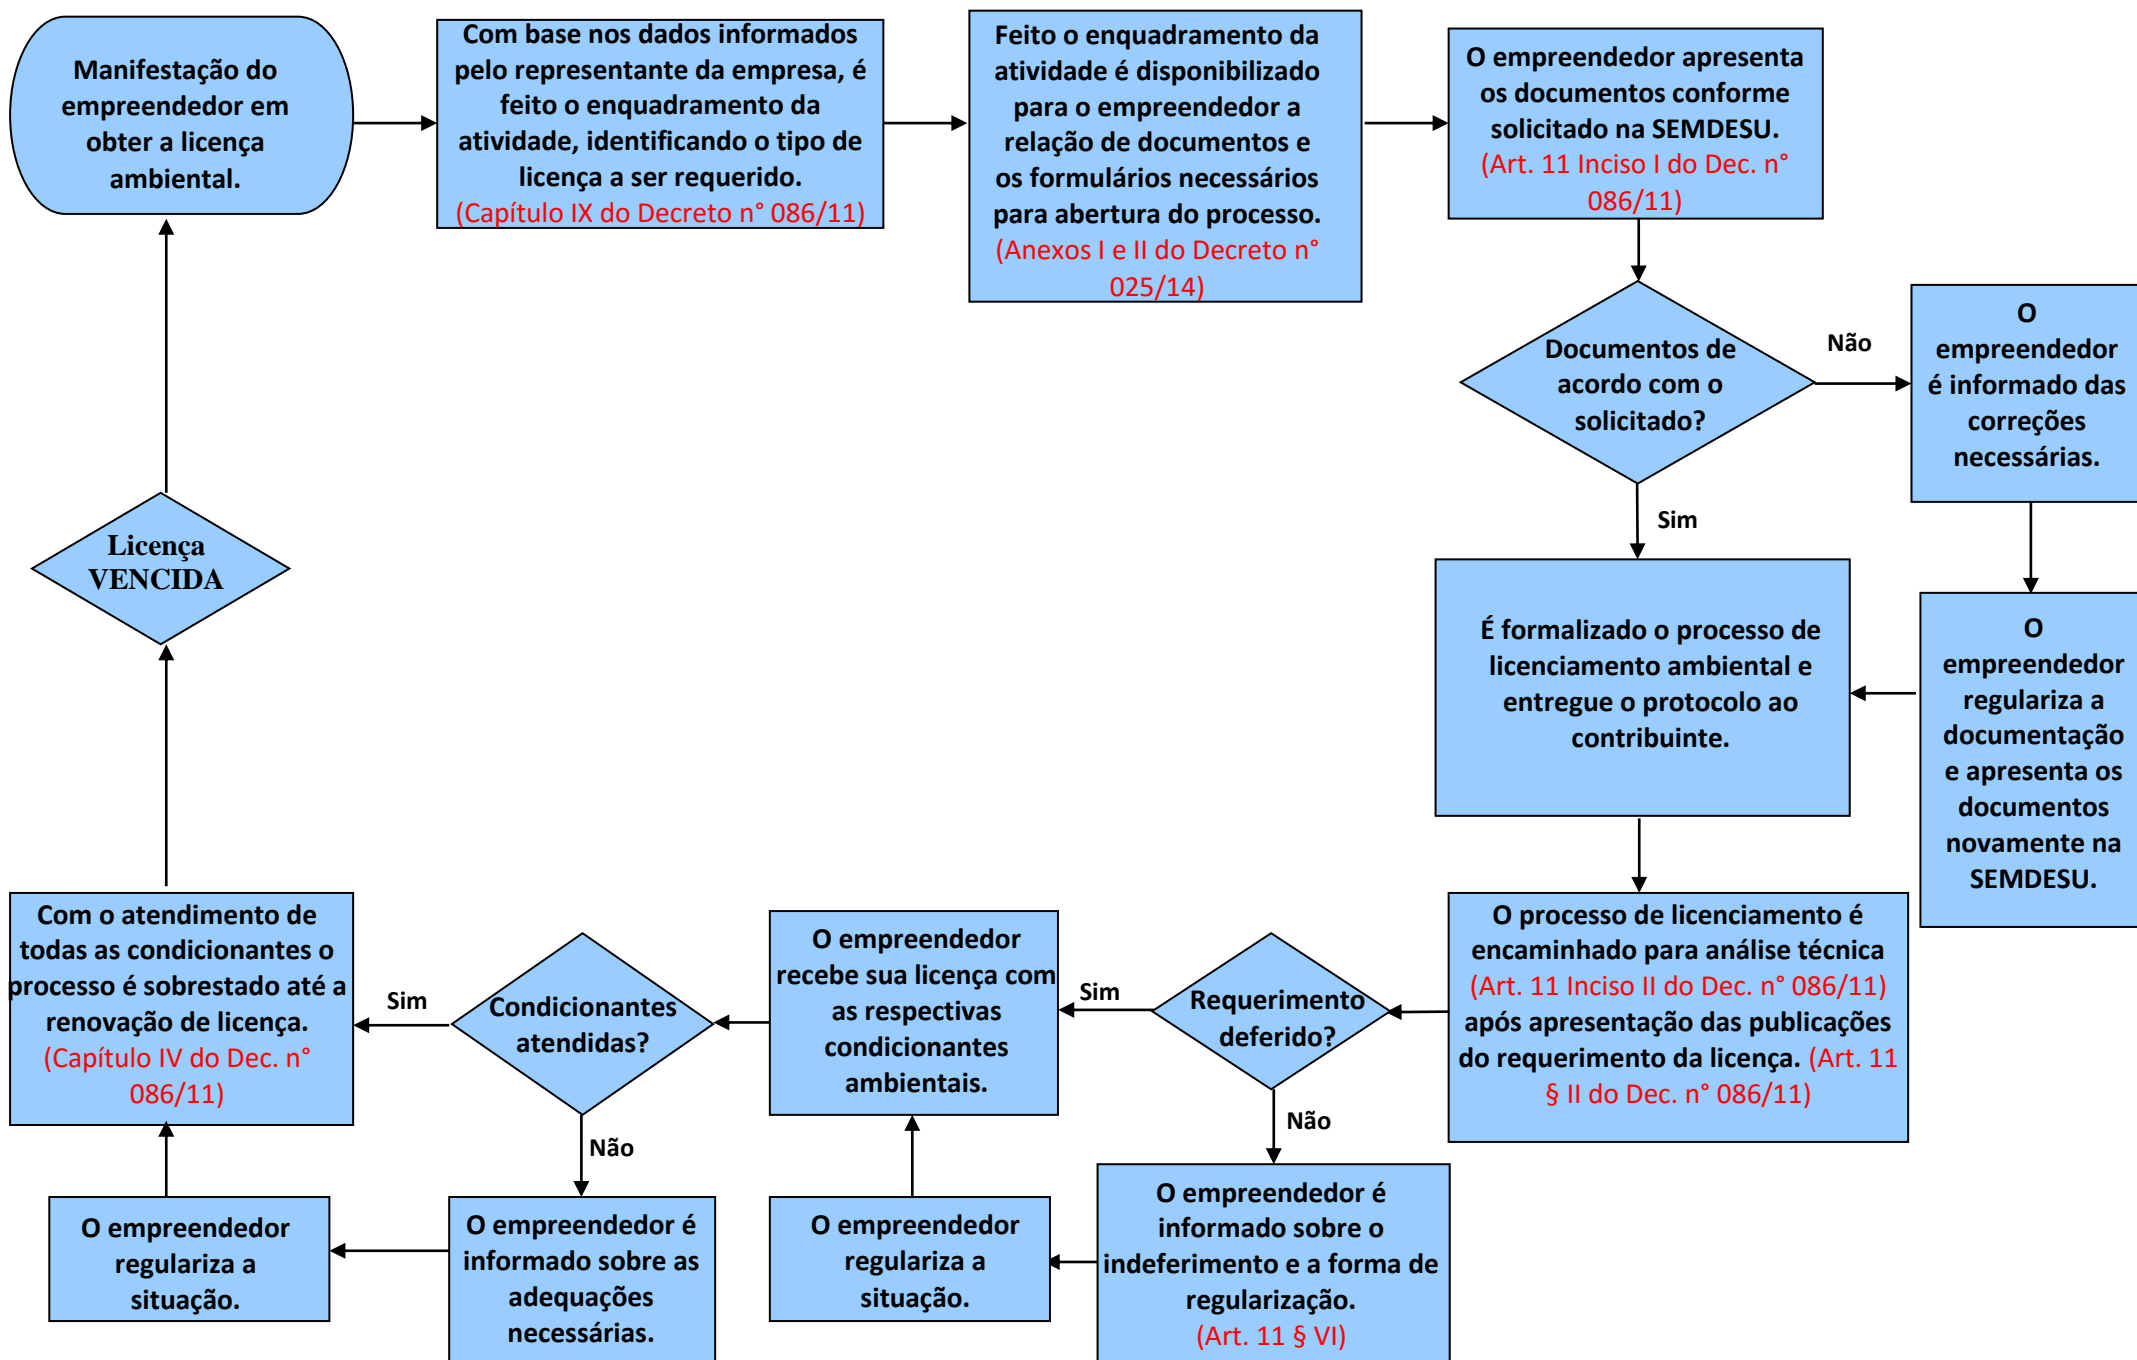 Manifestação do
empreendedor em
obter a licença
ambiental.
Com base nos dados informados
pelo representante da empresa, é
feito o enquadramento da
atividade, identificando o tipo de
licença a ser requerido.
(Capítulo IX do Decreto n° 086/11)
Feito o enquadramento da
atividade é disponibilizado
para o empreendedor a
relação de documentos e
os formulários necessários
para abertura do processo.
(Anexos I e II do Decreto n°
025/14)
O empreendedor apresenta
os documentos conforme
solicitado na SEMDESU.
(Art. 11 Inciso I do Dec. n°
086/11)
Documentos de
acordo com o
solicitado?
Não
O
empreendedor
é informado das
correções
necessárias.
Sim
O
empreendedor
regulariza a
documentação
e apresenta os
documentos
novamente na
SEMDESU.
É formalizado o processo de
licenciamento ambiental e
entregue o protocolo ao
contribuinte.
O processo de licenciamento é
encaminhado para análise técnica
(Art. 11 Inciso II do Dec. n° 086/11)
após apresentação das publicações
do requerimento da licença. (Art. 11
§ II do Dec. n° 086/11)
Requerimento
deferido?
Sim
Não
O empreendedor é
informado sobre o
indeferimento e a forma de
regularização.
(Art. 11 § VI)
O empreendedor
regulariza a
situação.
O empreendedor
recebe sua licença com
as respectivas
condicionantes
ambientais.
Condicionantes
atendidas?
Sim
Não
O empreendedor é
informado sobre as
adequações
necessárias.
O empreendedor
regulariza a
situação.
Com o atendimento de
todas as condicionantes o
processo é sobrestado até a
renovação de licença.
(Capítulo IV do Dec. n°
086/11)
Licença
VENCIDA